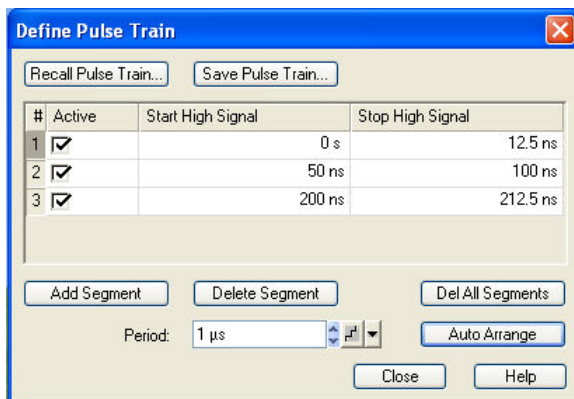 Define Pulse Train
Recall Pulse Train... Save Pulse Train...
# Active Start High Signal Stop High Signal
1 0 s 12.5 ns
2 50 ns 100 ns
3 200 ns 212.5 ns
Add Segment Delete Segment Del All Segments
Period: 1 µs Auto Arrange
Close Help